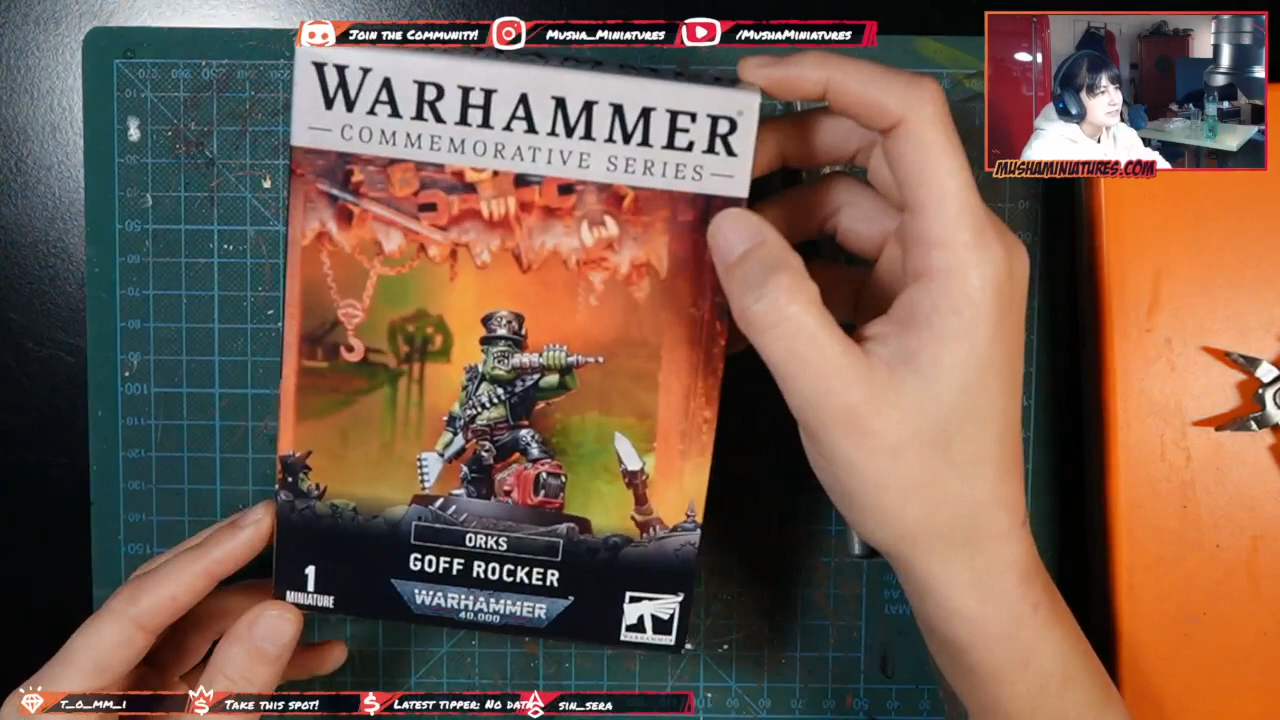 Join the Community!
Musha_Miniatures
/MushaMiniatures
WARHAMMER®
COMMEMORATIVE SERIES
MUSHAMINIATURES.COM
ORKS
GOFF ROCKER
1
MINIATURE
WARHAMMER
40,000
WARHAMMER
T_O_MM_I
Take this spot!
Latest tipper: No data
sin_sera